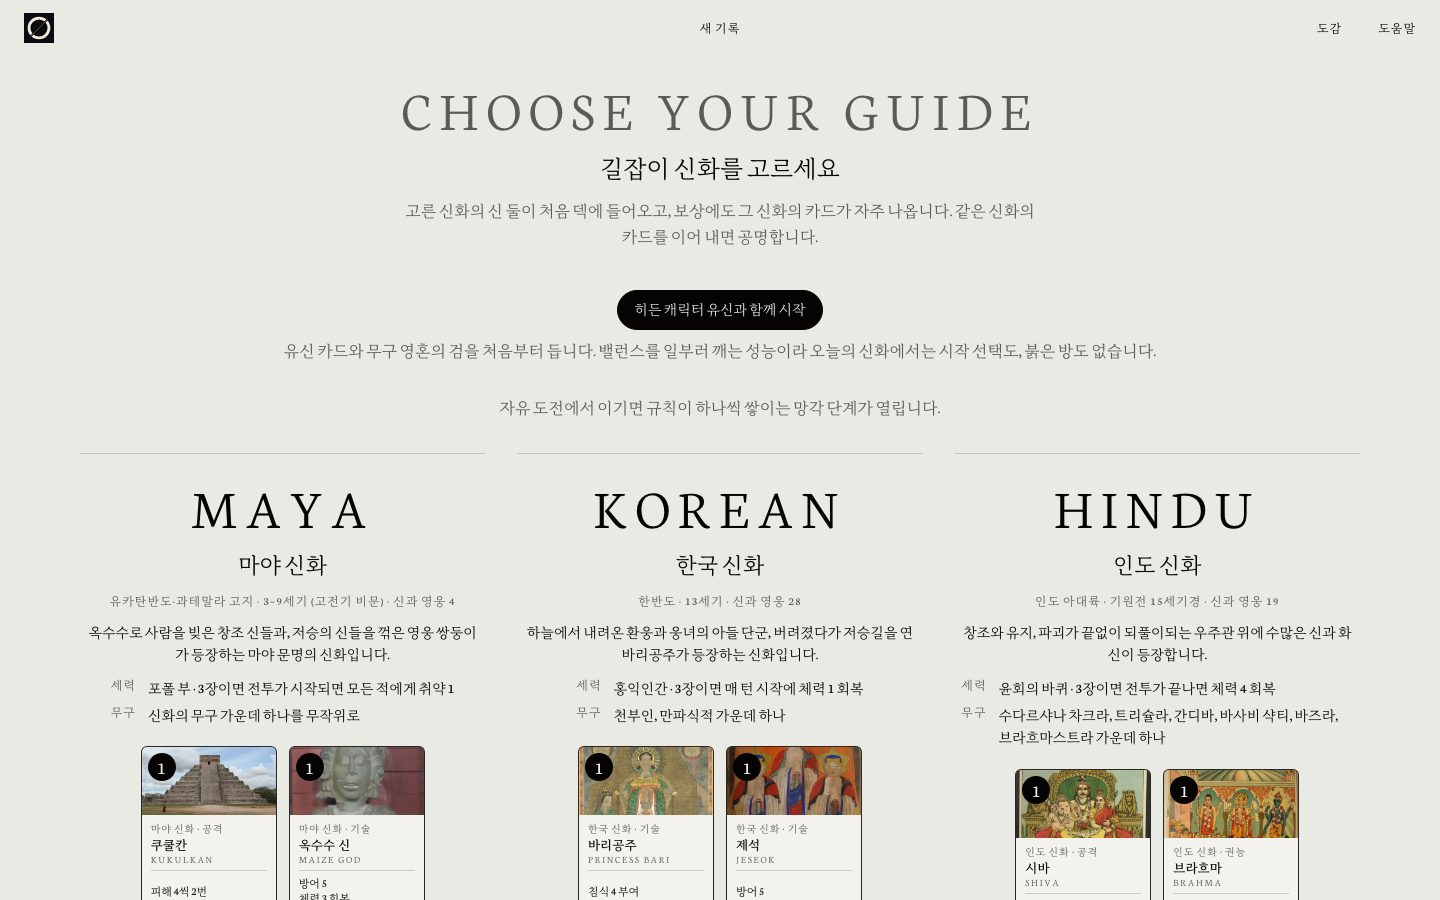 새 기록
도감
도움말
CHOOSE YOUR GUIDE
길잡이 신화를 고르세요
고른 신화의 신 둘이 처음 덱에 들어오고, 보상에도 그 신화의 카드가 자주 나옵니다. 같은 신화의
카드를 이어 내면 공명합니다.
히든 캐릭터 유신과 함께 시작
유신 카드와 무구 영혼의 검을 처음부터 듭니다. 밸런스를 일부러 깨는 성능이라 오늘의 신화에서는 시작 선택도, 붉은 방도 없습니다.
자유 도전에서 이기면 규칙이 하나씩 쌓이는 망각 단계가 열립니다.
MAYA
마야 신화
유카탄반도·과테말라 고지 · 3–9세기 (고전기 비문) · 신과 영웅 4
옥수수로 사람을 빚은 창조 신들과, 저승의 신들을 꺾은 영웅 쌍둥이
가 등장하는 마야 문명의 신화입니다.
세력 포폴 부 · 3장이면 전투가 시작되면 모든 적에게 취약 1
무구 신화의 무구 가운데 하나를 무작위로
1
마야 신화 · 공격
쿠쿨칸
KUKULKAN
피해 4씩 2번
1
마야 신화 · 기술
옥수수 신
MAIZE GOD
방어 5
체력 3 회복
KOREAN
한국 신화
한반도 · 13세기 · 신과 영웅 28
하늘에서 내려온 환웅과 웅녀의 아들 단군, 버려졌다가 저승길을 연
바리공주가 등장하는 신화입니다.
세력 홍익인간 · 3장이면 매 턴 시작에 체력 1 회복
무구 천부인, 만파식적 가운데 하나
1
한국 신화 · 기술
바리공주
PRINCESS BARI
침식 4 부여
1
한국 신화 · 기술
제석
JESEOK
방어 5
HINDU
인도 신화
인도 아대륙 · 기원전 15세기경 · 신과 영웅 19
창조와 유지, 파괴가 끝없이 되풀이되는 우주관 위에 수많은 신과 화
신이 등장합니다.
세력 윤회의 바퀴 · 3장이면 전투가 끝나면 체력 4 회복
무구 수다르샤나 차크라, 트리슐라, 간디바, 바사비 샥티, 바즈라,
브라흐마스트라 가운데 하나
1
인도 신화 · 공격
시바
SHIVA
1
인도 신화 · 권능
브라흐마
BRAHMA